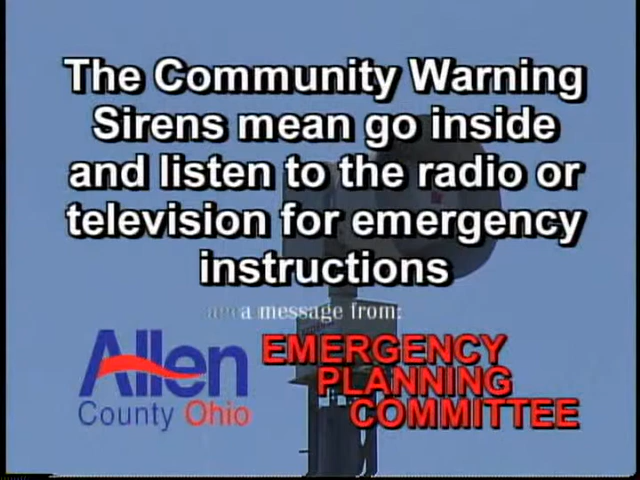 The Community Warning
Sirens mean go inside
and listen to the radio or
television for emergency
instructions
are a message from:
Allen
County Ohio
EMERGENCY
PLANNING
COMMITTEE